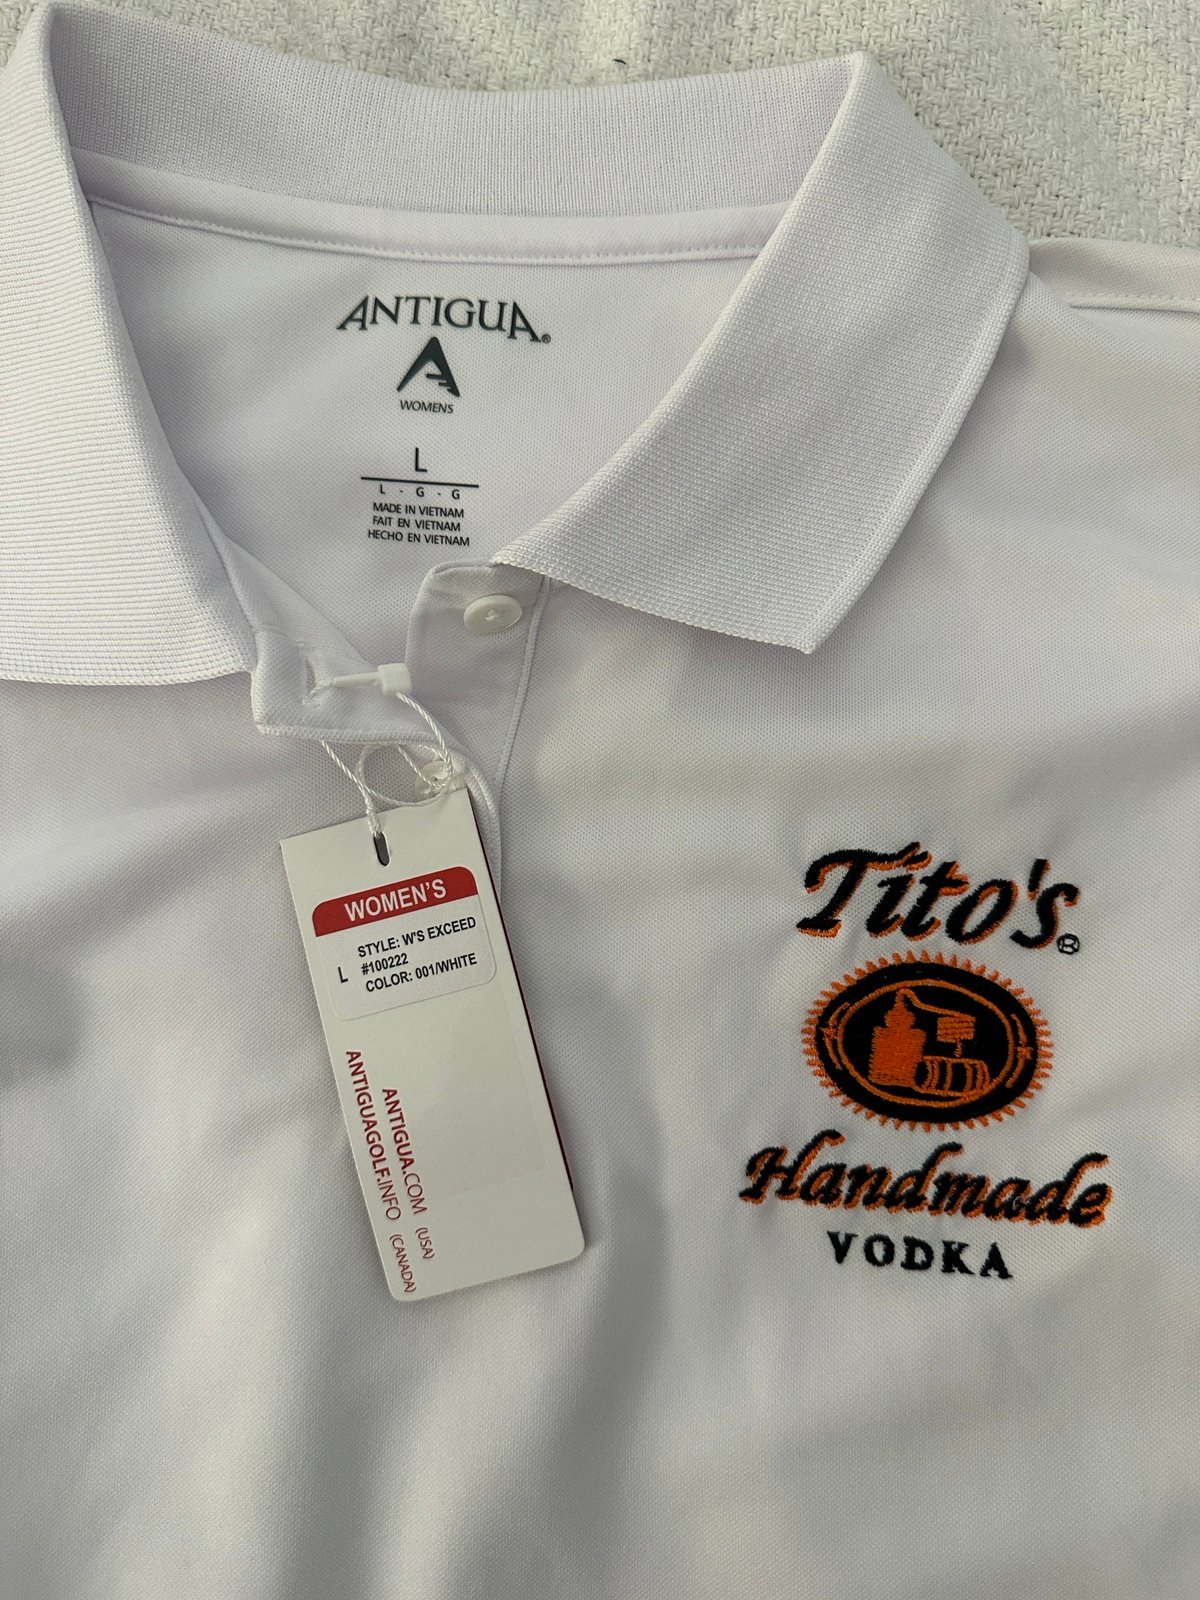 ANTIGUA®
WOMENS
L
L - G - G
MADE IN VIETNAM
FAIT EN VIETNAM
HECHO EN VIETNAM
WOMEN'S
STYLE: W'S EXCEED
L #100222
COLOR: 001/WHITE
ANTIGUA.COM (USA)
ANTIGUAGOLF.INFO (CANADA)
Tito's®
Handmade
VODKA